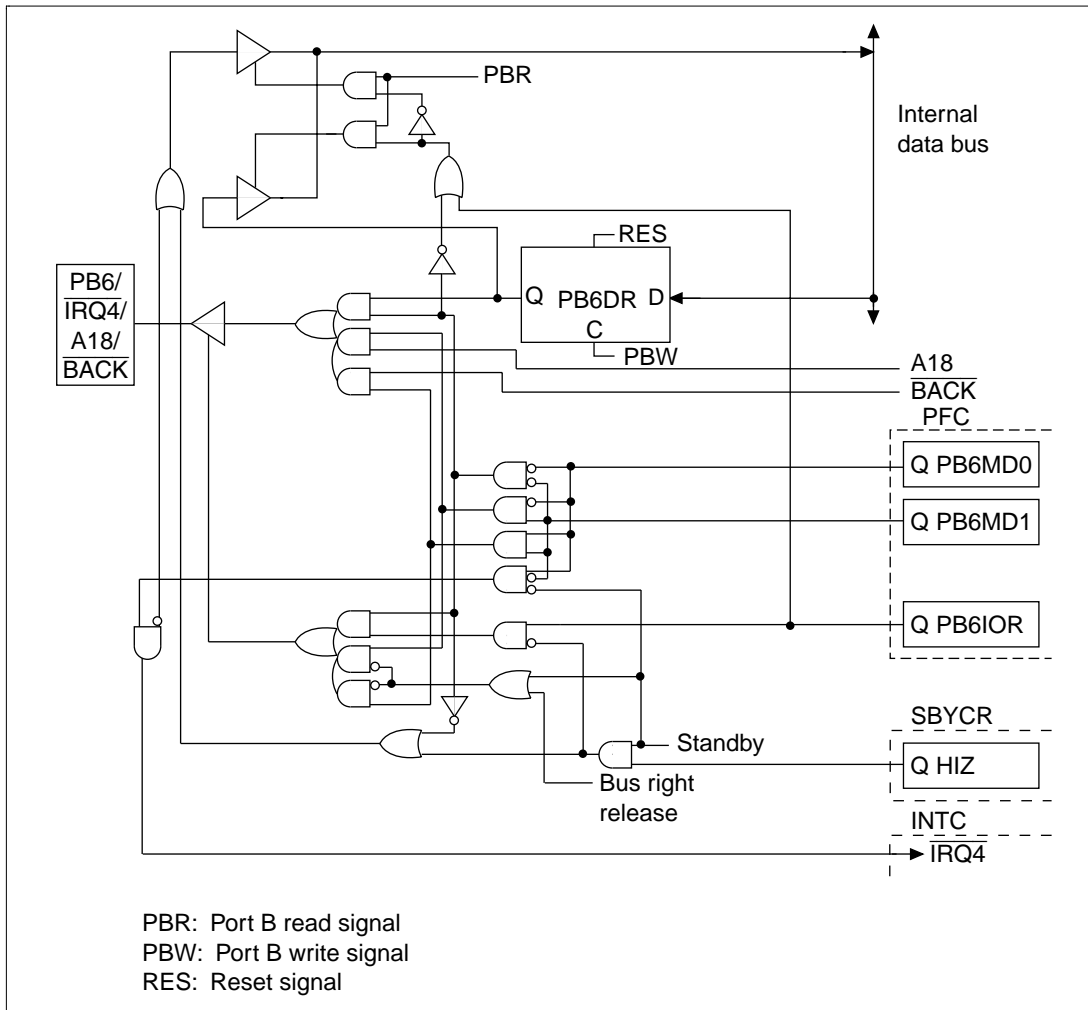 PBR
Internal
data bus
RES
Q PB6DR D
C
PBW
PB6/
IRQ4/
A18/
BACK
A18
BACK
PFC
Q PB6MD0
Q PB6MD1
Q PB6IOR
SBYCR
Q HIZ
Standby
Bus right
release
INTC
IRQ4
PBR: Port B read signal
PBW: Port B write signal
RES: Reset signal